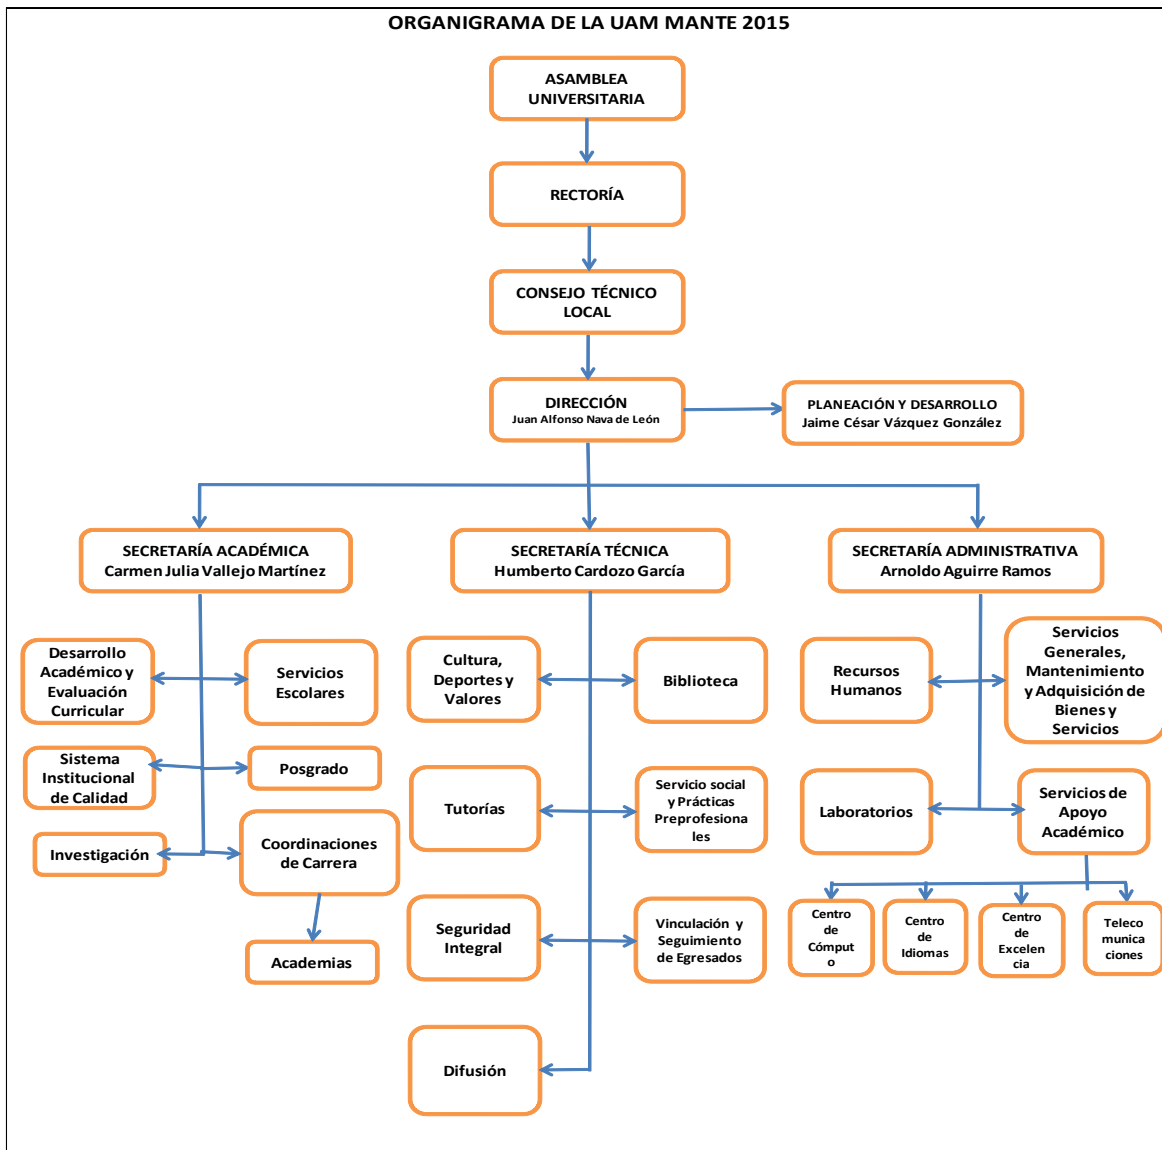 ORGANIGRAMA DE LA UAM MANTE 2015
ASAMBLEA
UNIVERSITARIA
RECTORÍA
CONSEJO TÉCNICO
LOCAL
DIRECCIÓN
Juan Alfonso Nava de León
PLANEACIÓN Y DESARROLLO
Jaime César Vázquez González
SECRETARÍA ACADÉMICA
Carmen Julia Vallejo Martínez
SECRETARÍA TÉCNICA
Humberto Cardozo García
SECRETARÍA ADMINISTRATIVA
Arnoldo Aguirre Ramos
Desarrollo
Académico y
Evaluación
Curricular
Servicios
Escolares
Sistema
Institucional
de Calidad
Posgrado
Investigación
Coordinaciones
de Carrera
Academias
Cultura,
Deportes y
Valores
Biblioteca
Tutorías
Servicio social
y Prácticas
Preprofesiona
les
Seguridad
Integral
Vinculación y
Seguimiento
de Egresados
Difusión
Recursos
Humanos
Servicios
Generales,
Mantenimiento
y Adquisición de
Bienes y
Servicios
Laboratorios
Servicios de
Apoyo
Académico
Centro
de
Cómput
o
Centro
de
Idiomas
Centro
de
Excelen
cia
Teleco
munica
ciones